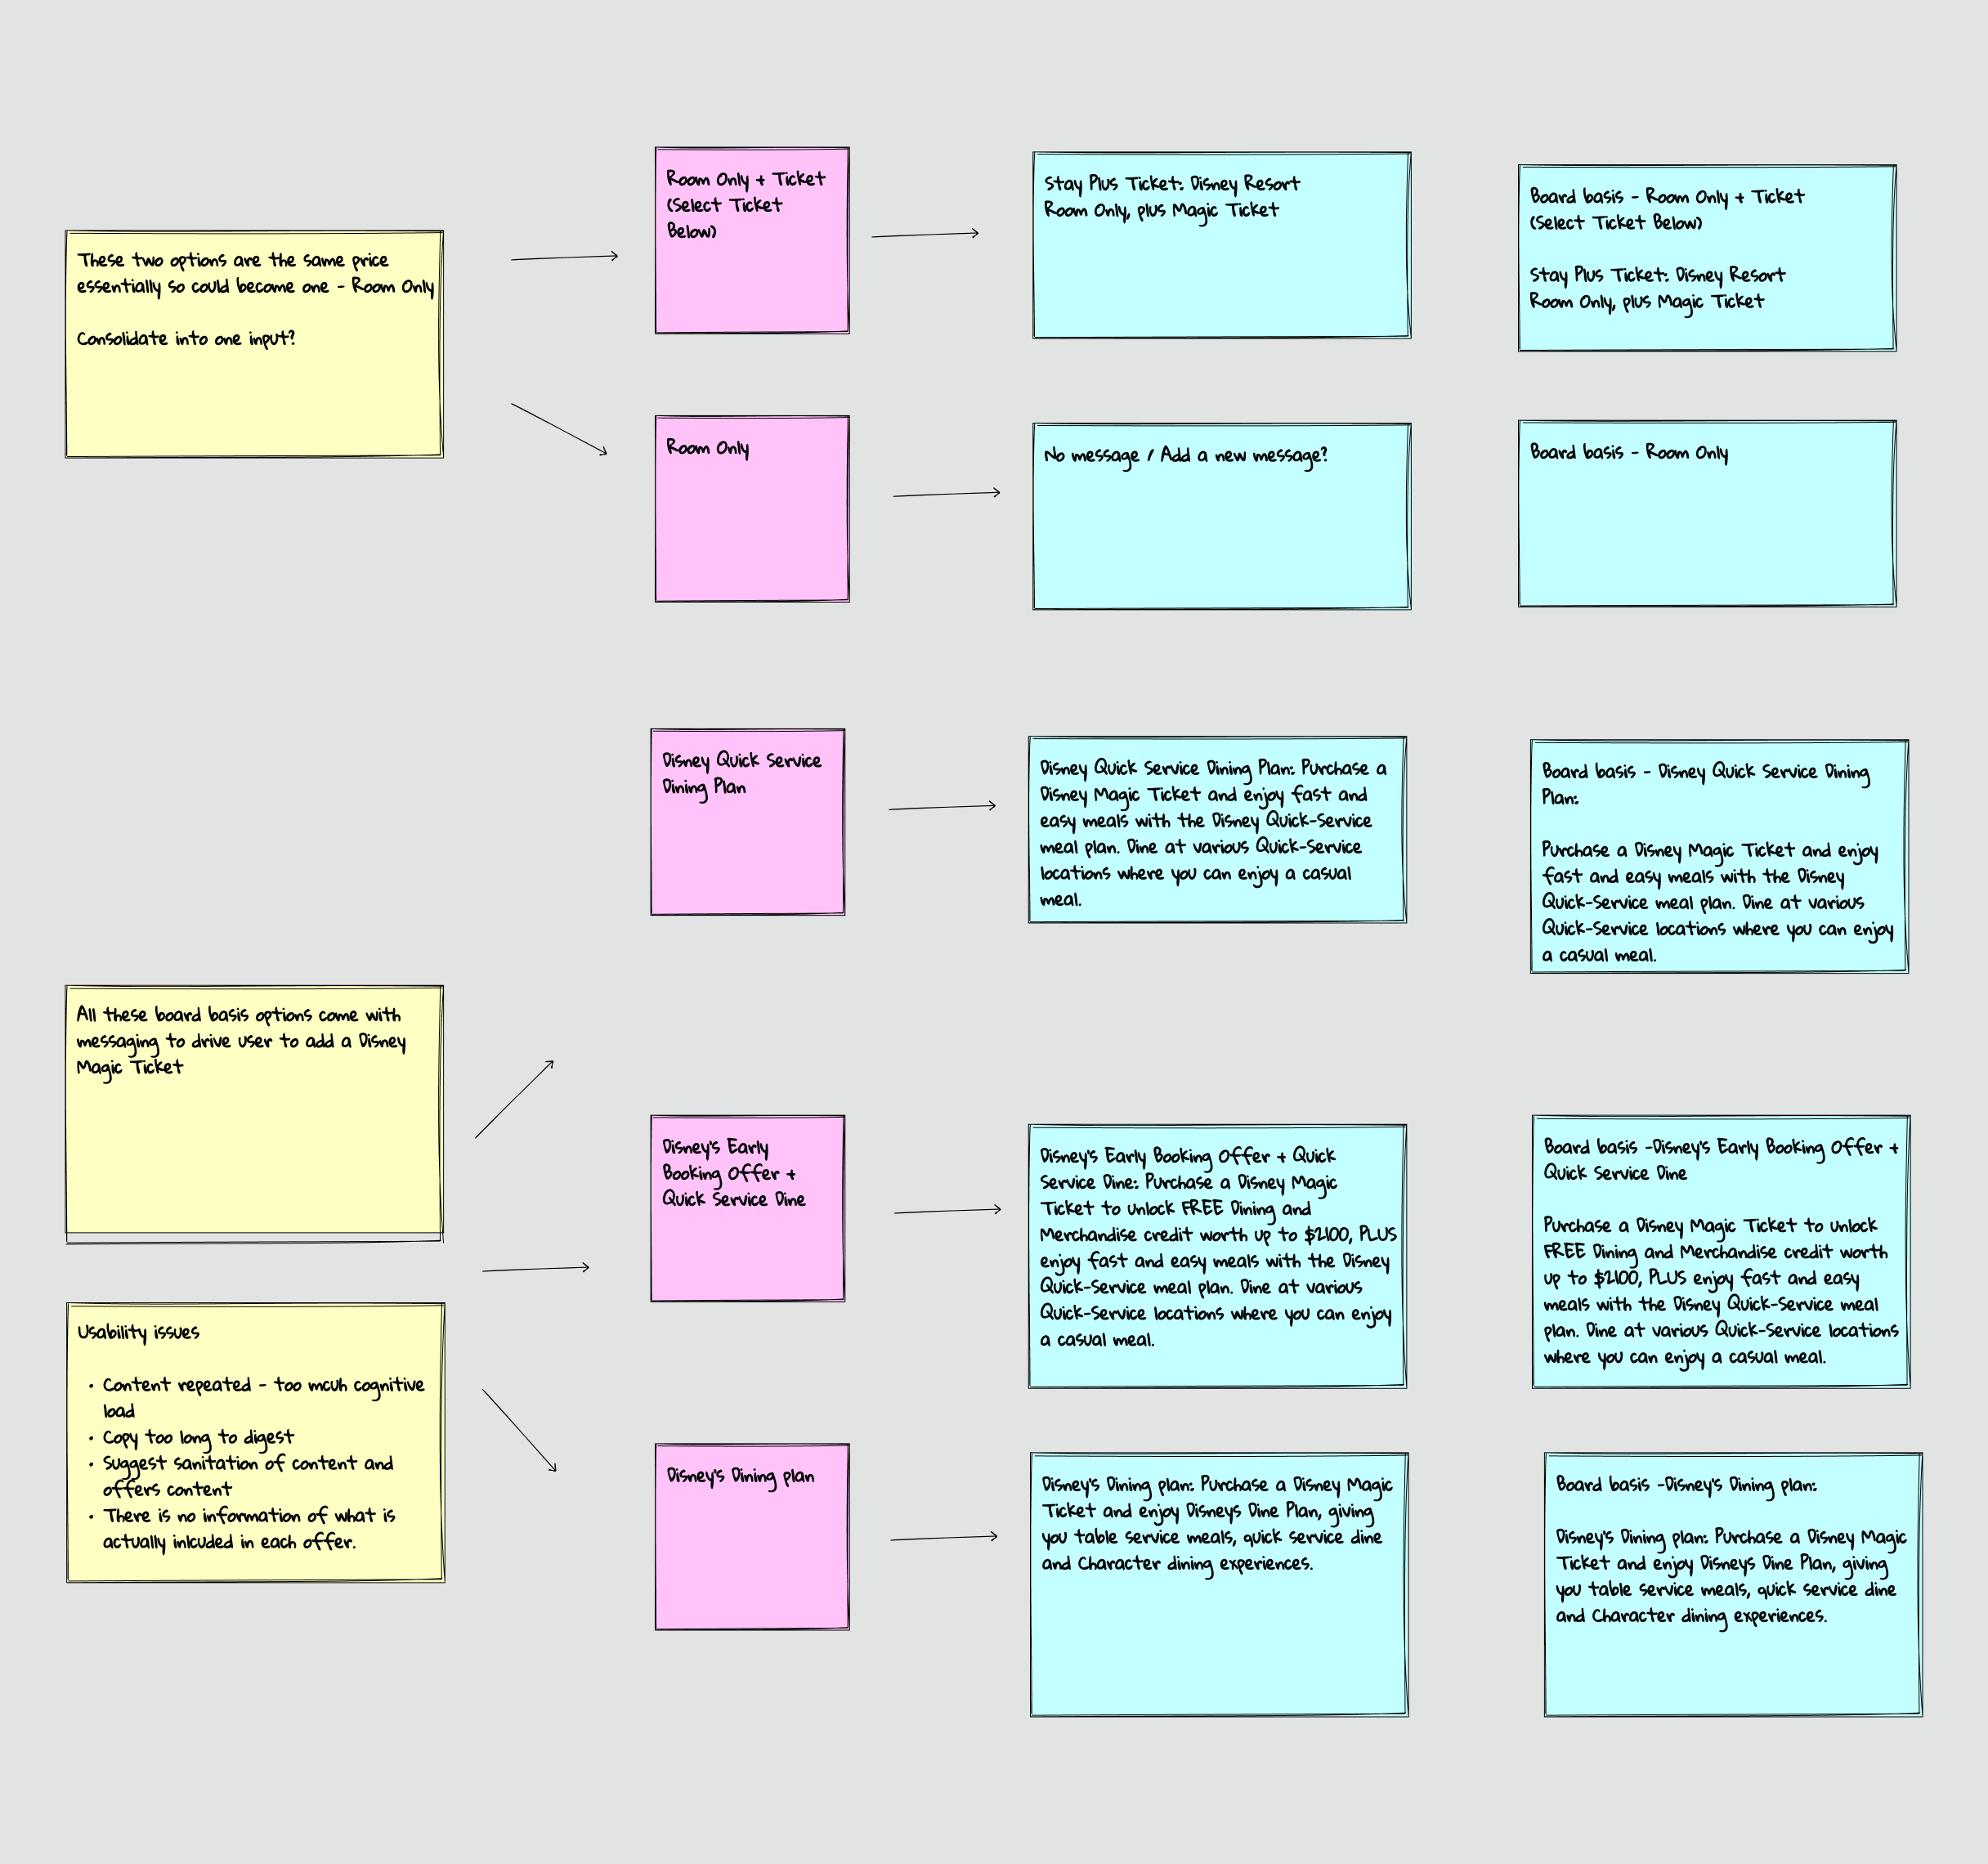 These two options are the same price
essentially so could become one - Room Only
Consolidate into one input?
Room Only + Ticket
(Select Ticket
Below)
Stay Plus Ticket: Disney Resort
Room Only, plus Magic Ticket
Board basis - Room Only + Ticket
(Select Ticket Below)
Stay Plus Ticket: Disney Resort
Room Only, plus Magic Ticket
Room Only
No message / Add a new message?
Board basis - Room Only
Disney Quick Service
Dining Plan
Disney Quick Service Dining Plan: Purchase a
Disney Magic Ticket and enjoy fast and
easy meals with the Disney Quick-Service
meal plan. Dine at various Quick-Service
locations where you can enjoy a casual
meal.
Board basis - Disney Quick Service Dining
Plan:
Purchase a Disney Magic Ticket and enjoy
fast and easy meals with the Disney
Quick-Service meal plan. Dine at various
Quick-Service locations where you can enjoy
a casual meal.
All these board basis options come with
messaging to drive user to add a Disney
Magic Ticket
Disney's Early
Booking Offer +
Quick Service Dine
Disney's Early Booking Offer + Quick
Service Dine: Purchase a Disney Magic
Ticket to unlock FREE Dining and
Merchandise credit worth up to $2100, PLUS
enjoy fast and easy meals with the Disney
Quick-Service meal plan. Dine at various
Quick-Service locations where you can enjoy
a casual meal.
Board basis -Disney's Early Booking Offer +
Quick Service Dine
Purchase a Disney Magic Ticket to unlock
FREE Dining and Merchandise credit worth
up to $2100, PLUS enjoy fast and easy
meals with the Disney Quick-Service meal
plan. Dine at various Quick-Service locations
where you can enjoy a casual meal.
Usability issues
• Content repeated - too mcuh cognitive
load
• Copy too long to digest
• Suggest sanitation of content and
offers content
• There is no information of what is
actually inlcuded in each offer.
Disney's Dining plan
Disney's Dining plan: Purchase a Disney Magic
Ticket and enjoy Disneys Dine Plan, giving
you table service meals, quick service dine
and Character dining experiences.
Board basis -Disney's Dining plan:
Disney's Dining plan: Purchase a Disney Magic
Ticket and enjoy Disneys Dine Plan, giving
you table service meals, quick service dine
and Character dining experiences.